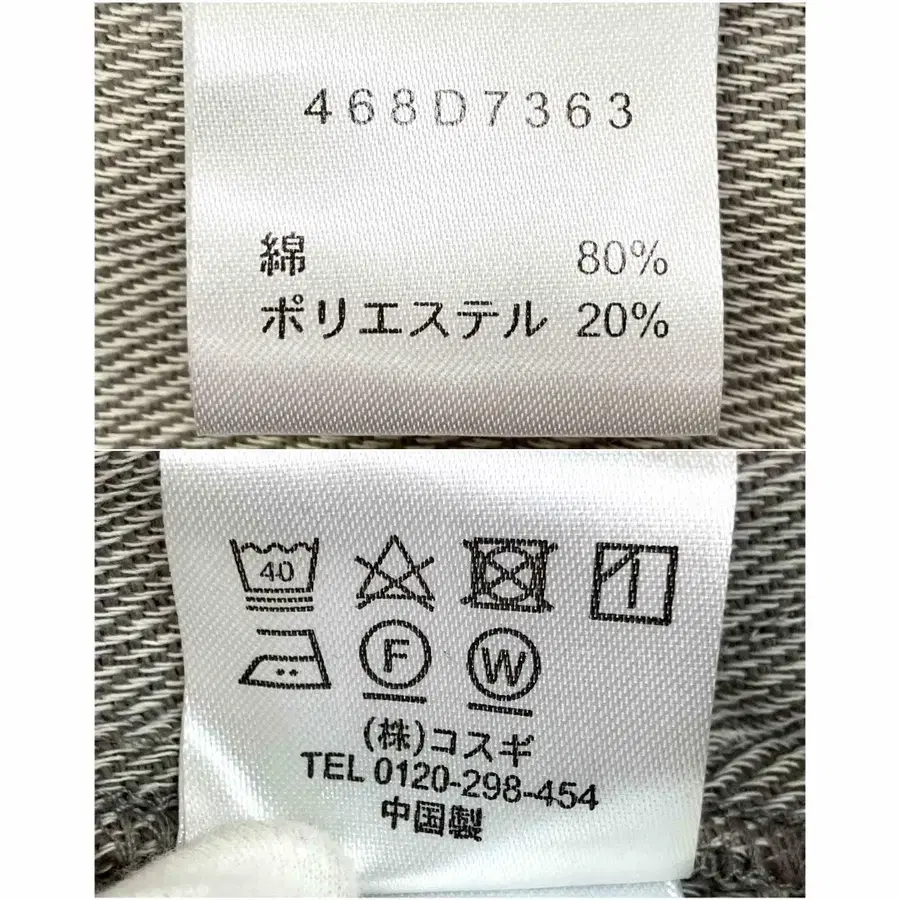 468D7363
綿 80%
ポリエステル 20%
40
F W
(株)コスギ
TEL 0120-298-454
中国製